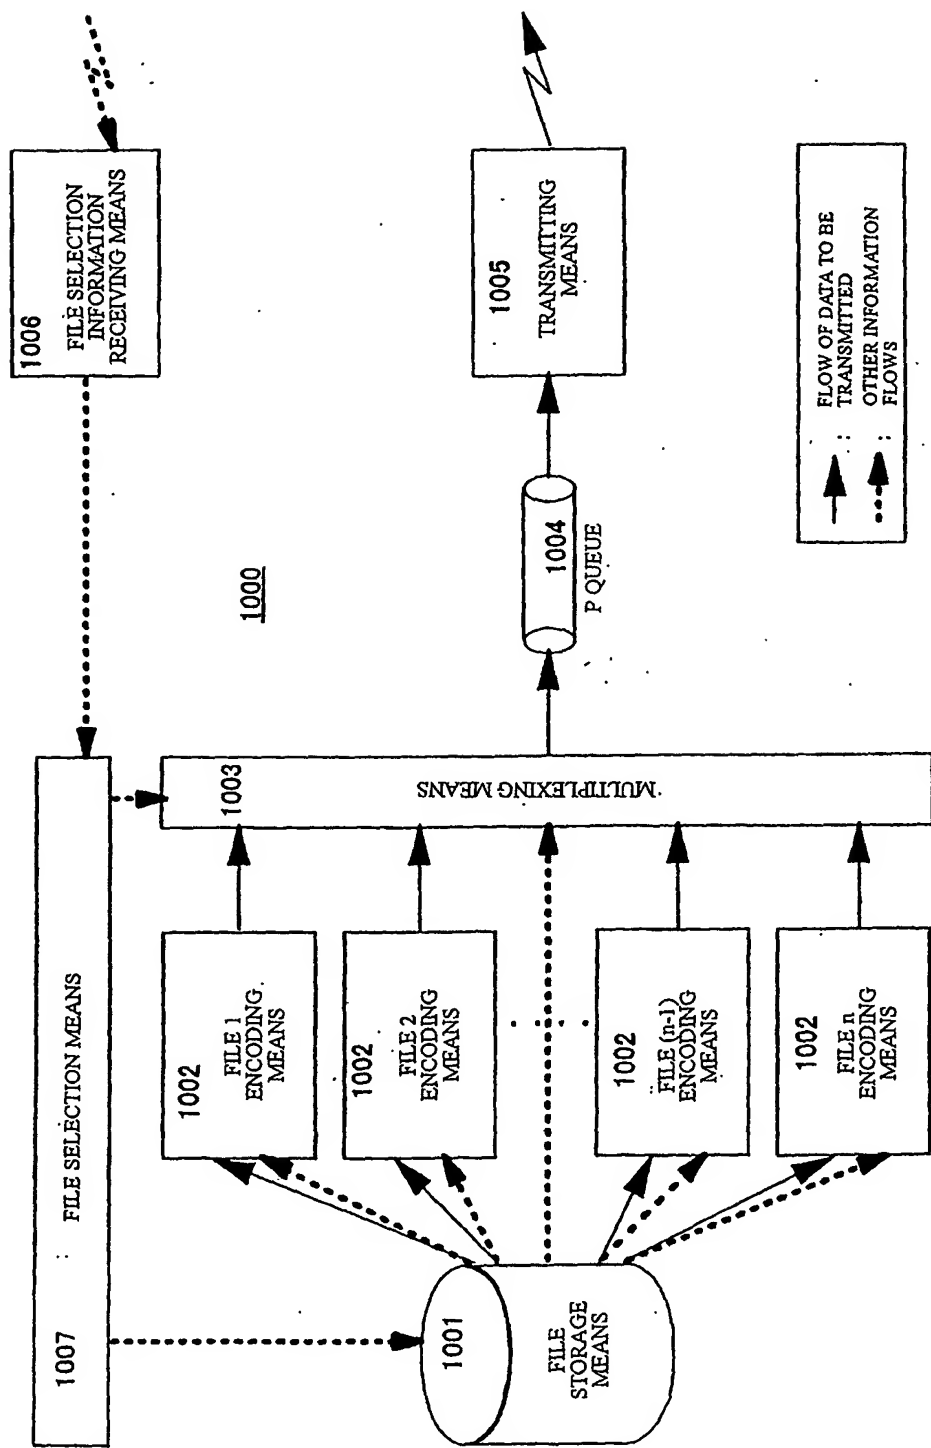 1007
FILE SELECTION MEANS
1006
FILE SELECTION
INFORMATION
RECEIVING MEANS
1000
1001
FILE
STORAGE
MEANS
1002
FILE 1
ENCODING
MEANS
1002
FILE 2
ENCODING
MEANS
1002
FILE (n-1)
ENCODING
MEANS
1002
FILE n
ENCODING
MEANS
1003
MULTIPLEXING MEANS
1004
P QUEUE
1005
TRANSMITTING
MEANS
: FLOW OF DATA TO BE
TRANSMITTED
: OTHER INFORMATION
FLOWS